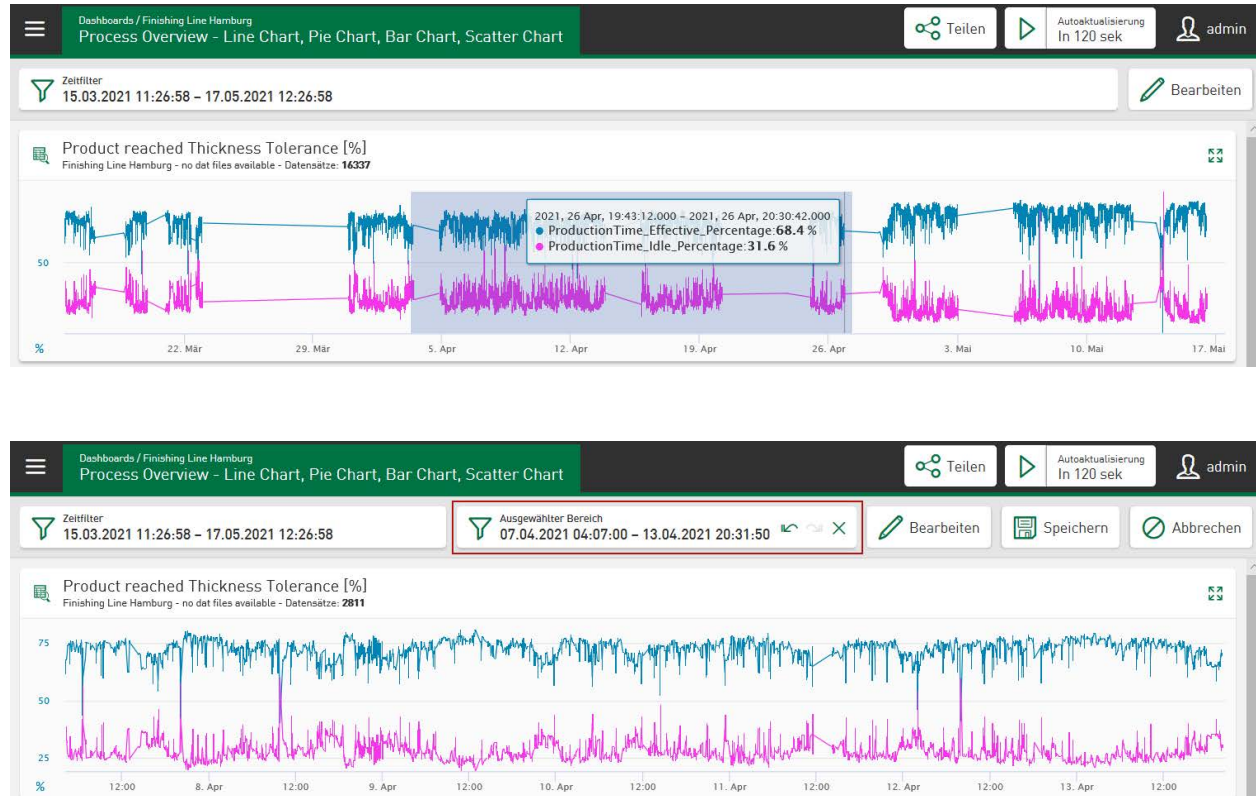 Dashboards / Finishing Line Hamburg
Process Overview - Line Chart, Pie Chart, Bar Chart, Scatter Chart
Teilen
Autoaktualisierung
In 120 sek
admin
Zeitfilter
15.03.2021 11:26:58 – 17.05.2021 12:26:58
Bearbeiten
Product reached Thickness Tolerance [%]
Finishing Line Hamburg - no dat files available - Datensätze: 16337
2021, 26 Apr, 19:43:12.000 - 2021, 26 Apr, 20:30:42.000
ProductionTime_Effective_Percentage:68.4 %
ProductionTime_Idle_Percentage:31.6 %
50
% 22. Mär 29. Mär 5. Apr 12. Apr 19. Apr 26. Apr 3. Mai 10. Mai 17. Mai
Dashboards / Finishing Line Hamburg
Process Overview - Line Chart, Pie Chart, Bar Chart, Scatter Chart
Teilen
Autoaktualisierung
In 120 sek
admin
Zeitfilter
15.03.2021 11:26:58 – 17.05.2021 12:26:58
Ausgewählter Bereich
07.04.2021 04:07:00 – 13.04.2021 20:31:50
Bearbeiten
Speichern
Abbrechen
Product reached Thickness Tolerance [%]
Finishing Line Hamburg - no dat files available - Datensätze: 2811
75
50
25
% 12:00 8. Apr 12:00 9. Apr 12:00 10. Apr 12:00 11. Apr 12:00 12. Apr 12:00 13. Apr 12:00